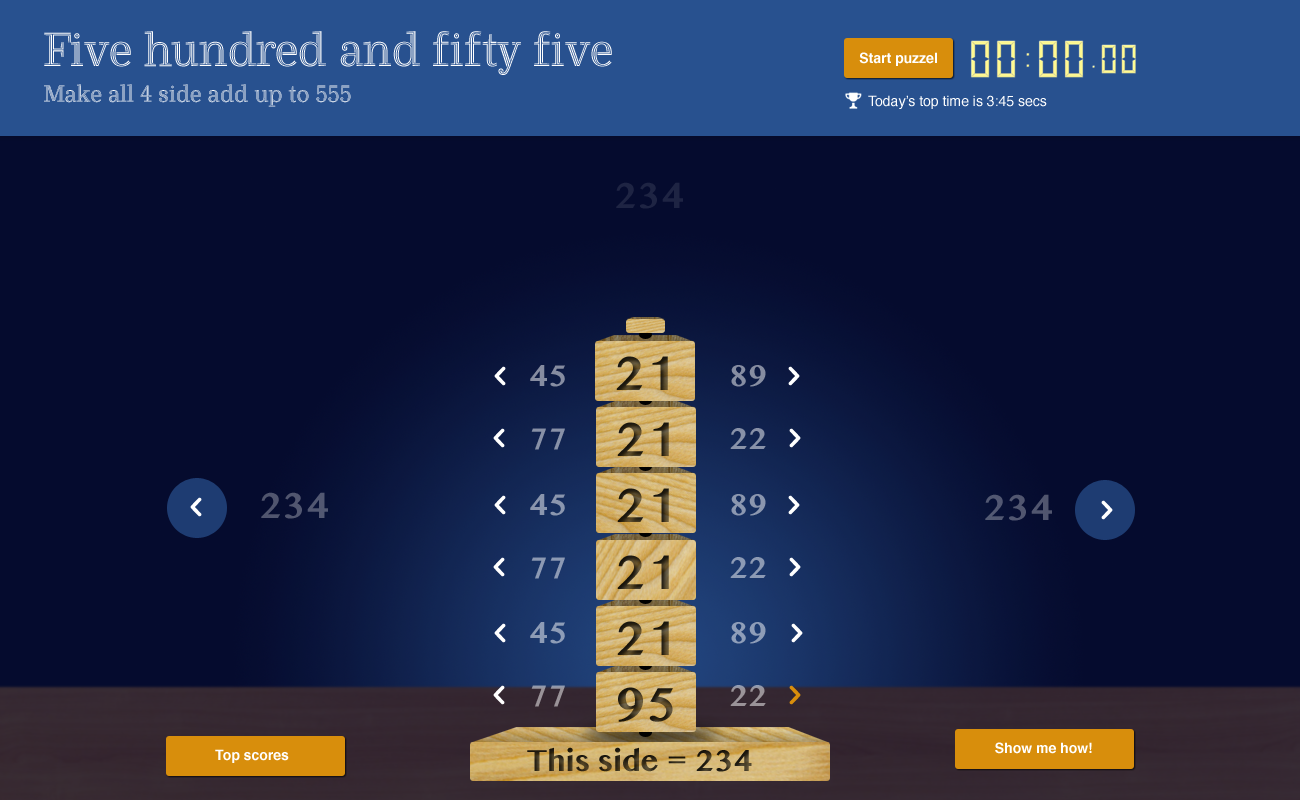 Five hundred and fifty five
Make all 4 side add up to 555
Start puzzel
00:00.00
Today's top time is 3:45 secs
234
45 21 89
77 21 22
45 21 89
234
234
77 21 22
45 21 89
77 95 22
This side = 234
Top scores
Show me how!